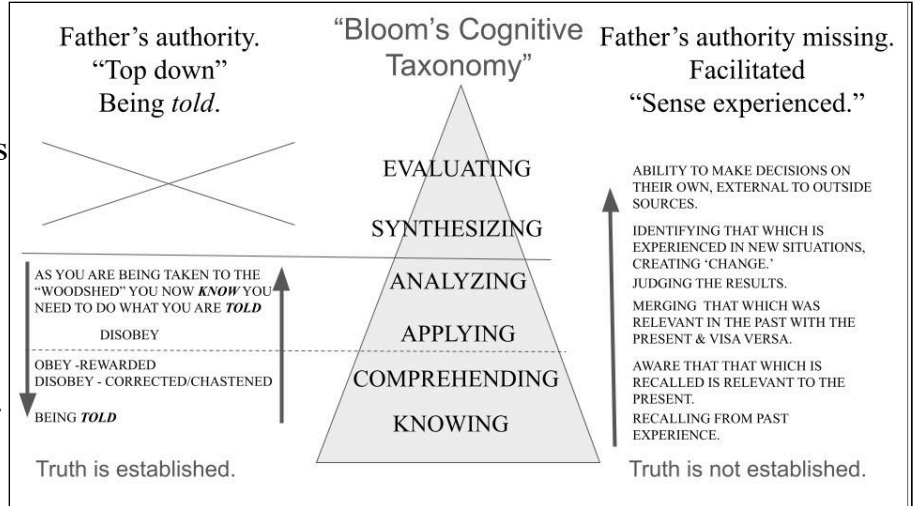 Father's authority.
"Top down"
Being told.
AS YOU ARE BEING TAKEN TO THE
"WOODSHED" YOU NOW KNOW YOU
NEED TO DO WHAT YOU ARE TOLD
DISOBEY
OBEY -REWARDED
DISOBEY - CORRECTED/CHASTENED
BEING TOLD
Truth is established.
"Bloom's Cognitive
Taxonomy"
EVALUATING
SYNTHESIZING
ANALYZING
APPLYING
COMPREHENDING
KNOWING
Father's authority missing.
Facilitated
"Sense experienced."
ABILITY TO MAKE DECISIONS ON
THEIR OWN, EXTERNAL TO OUTSIDE
SOURCES.
IDENTIFYING THAT WHICH IS
EXPERIENCED IN NEW SITUATIONS,
CREATING 'CHANGE.'
JUDGING THE RESULTS.
MERGING THAT WHICH WAS
RELEVANT IN THE PAST WITH THE
PRESENT & VISA VERSA.
AWARE THAT THAT WHICH IS
RECALLED IS RELEVANT TO THE
PRESENT.
RECALLING FROM PAST
EXPERIENCE.
Truth is not established.